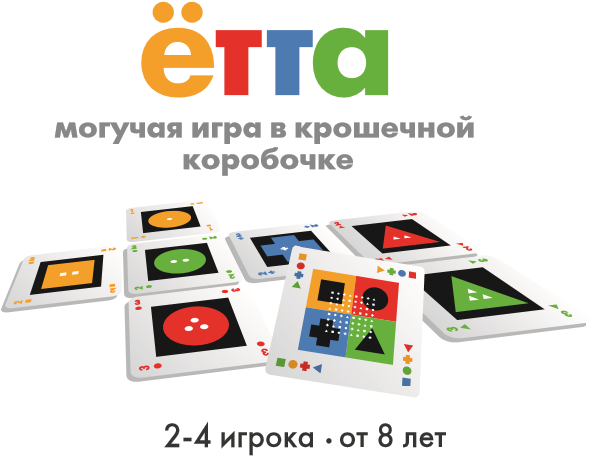 ётта
могучая игра в крошечной
коробочке
2-4 игрока • от 8 лет